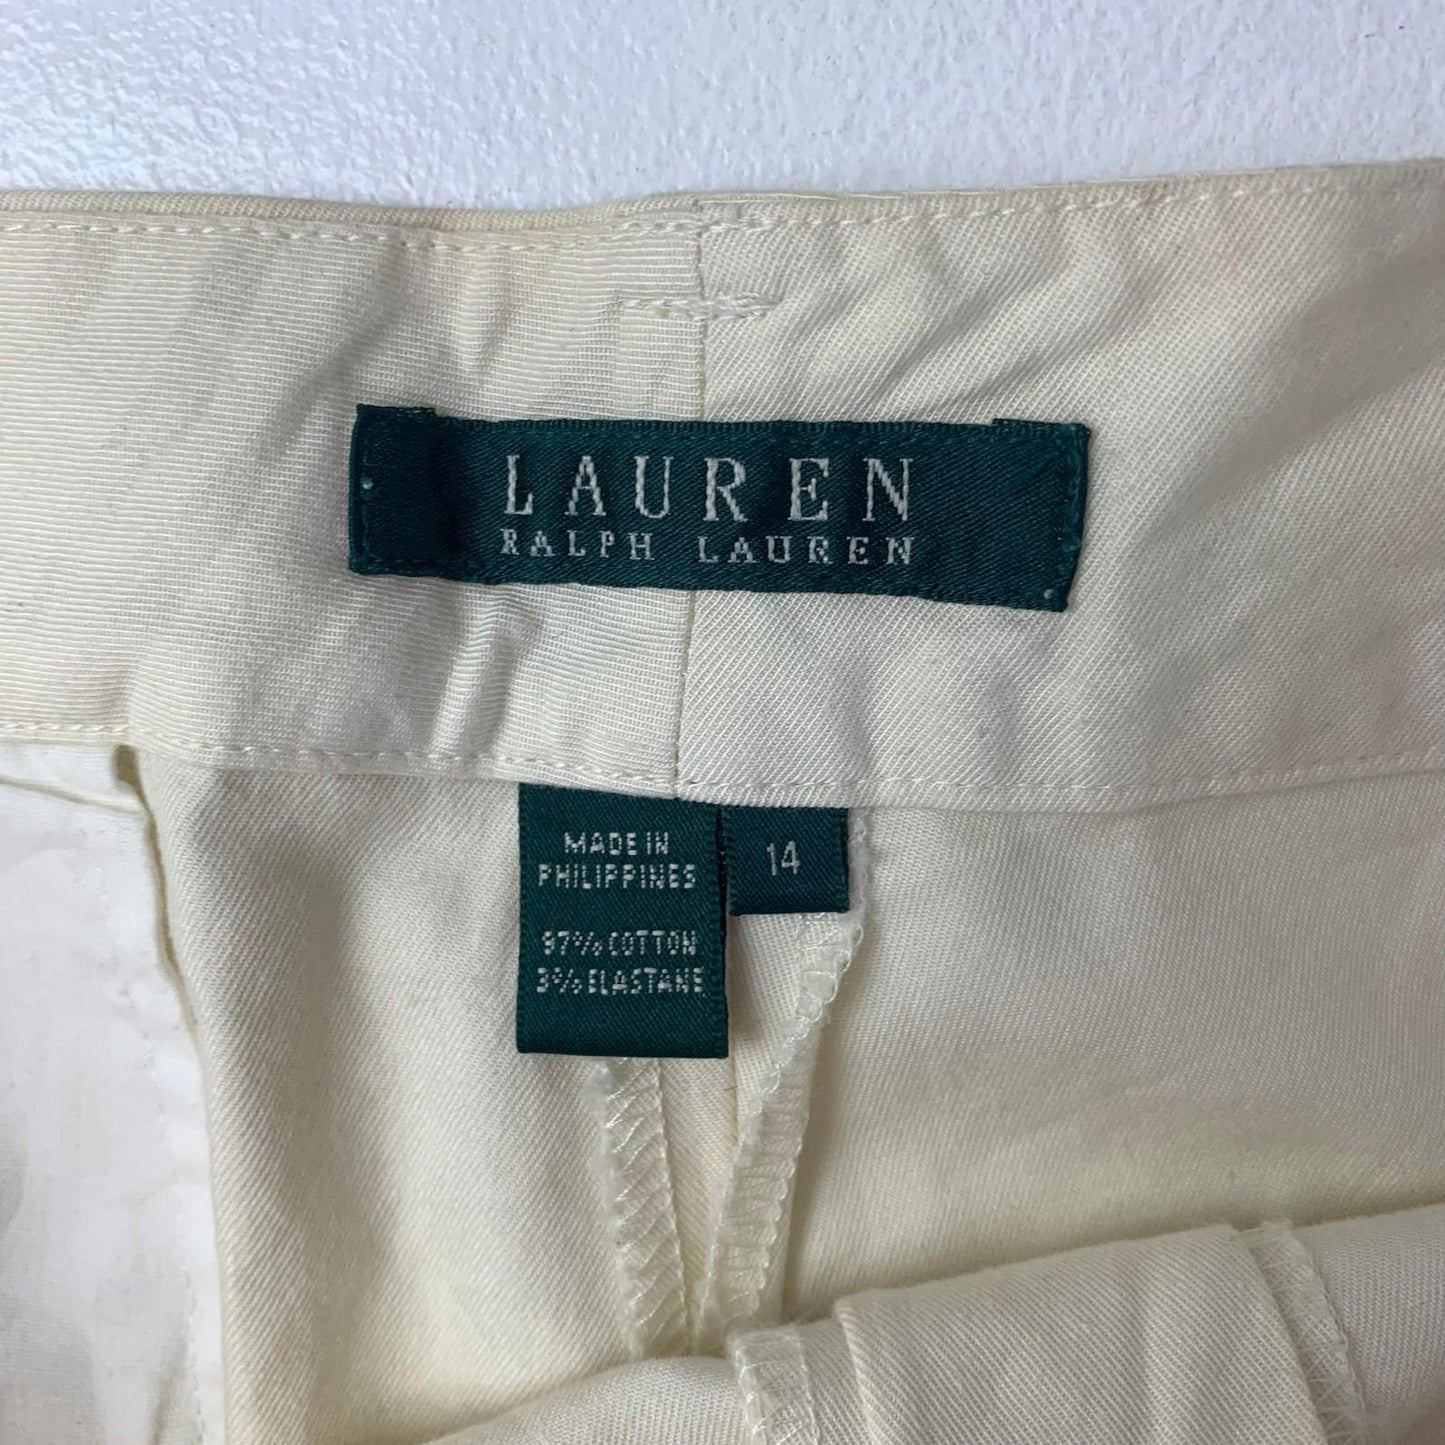 LAUREN
RALPH LAUREN
MADE IN
PHILIPPINES
97% COTTON
3% ELASTANE
14